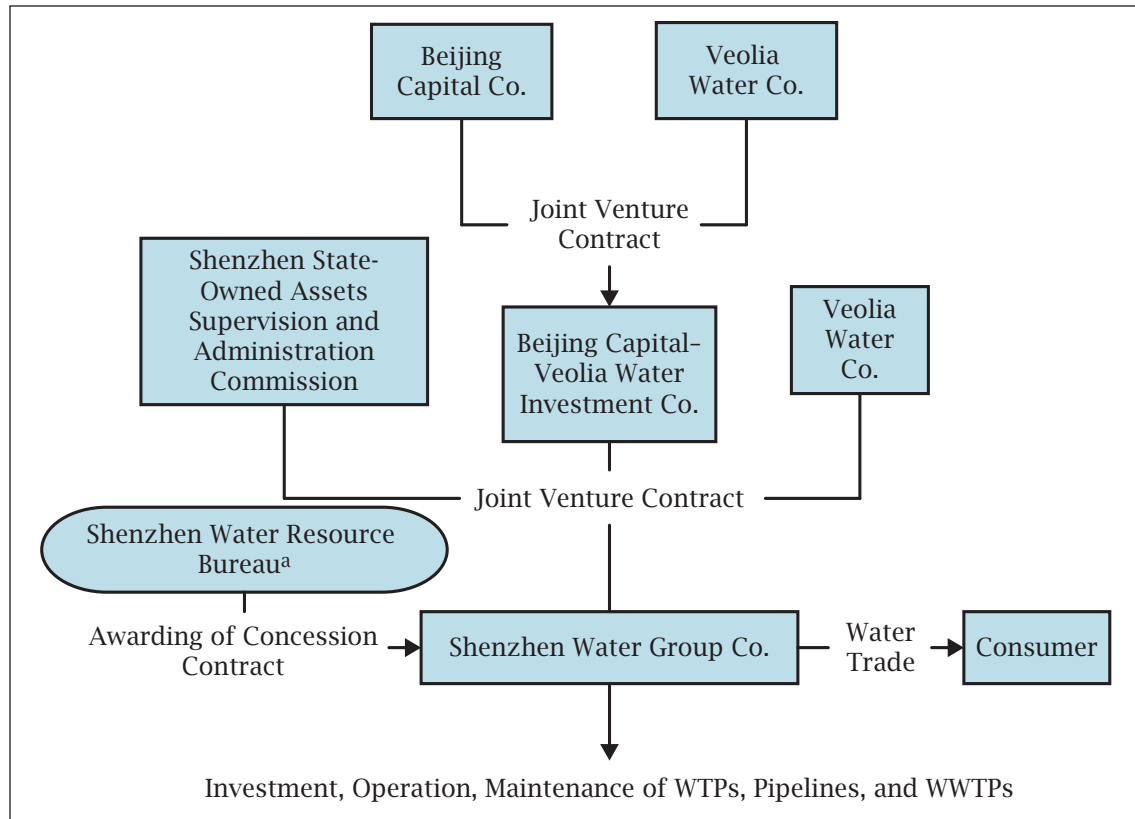 Beijing
Capital Co.
Veolia
Water Co.
Joint Venture
Contract
Shenzhen State-
Owned Assets
Supervision and
Administration
Commission
Beijing Capital–
Veolia Water
Investment Co.
Veolia
Water
Co.
Joint Venture Contract
Shenzhen Water Resource
Bureauᵃ
Awarding of Concession
Contract
Shenzhen Water Group Co.
Water
Trade
Consumer
Investment, Operation, Maintenance of WTPs, Pipelines, and WWTPs